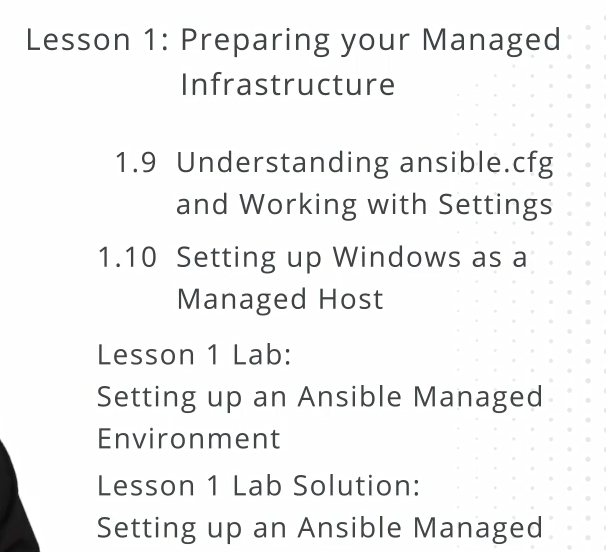 Lesson 1: Preparing your Managed
Infrastructure
1.9 Understanding ansible.cfg
and Working with Settings
1.10 Setting up Windows as a
Managed Host
Lesson 1 Lab:
Setting up an Ansible Managed
Environment
Lesson 1 Lab Solution:
Setting up an Ansible Managed